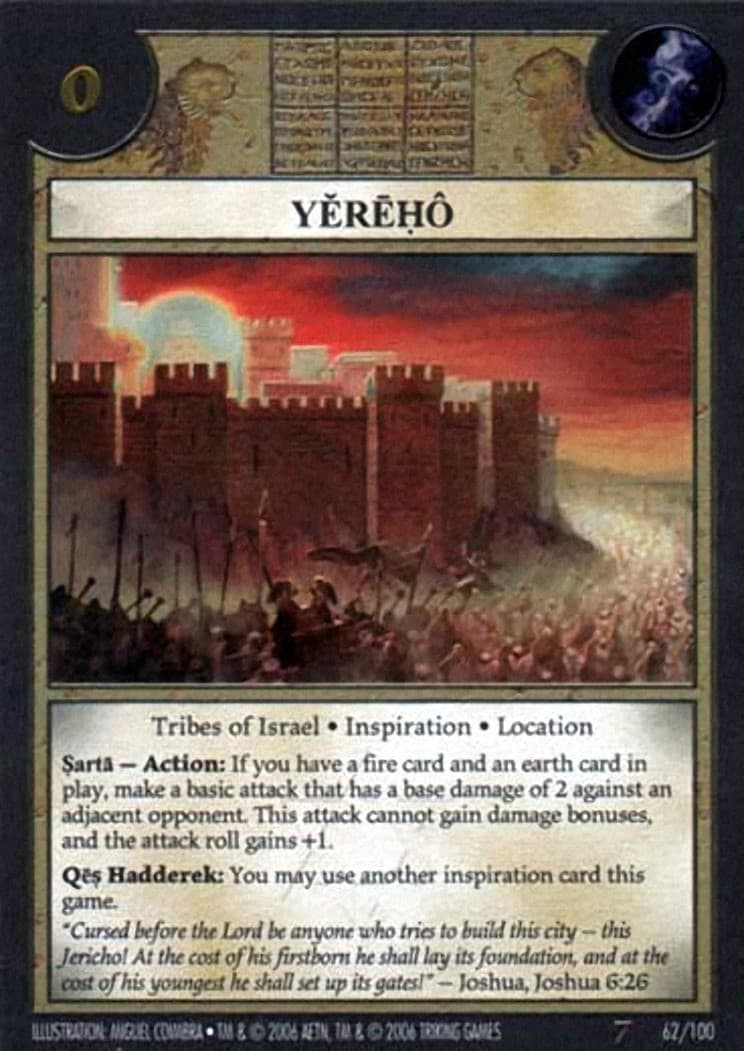 0
YĔRĒḤÔ
Tribes of Israel • Inspiration • Location
Ṣartā – Action: If you have a fire card and an earth card in
play, make a basic attack that has a base damage of 2 against an
adjacent opponent. This attack cannot gain damage bonuses,
and the attack roll gains +1.
Qēṣ Hadderek: You may use another inspiration card this
game.
"Cursed before the Lord be anyone who tries to build this city – this
Jericho! At the cost of his firstborn he shall lay its foundation, and at the
cost of his youngest he shall set up its gates!" – Joshua, Joshua 6:26
ILLUSTRATION: MIGUEL COIMBRA • TM & © 2006 AETN, TM & © 2006 TRIKING GAMES 7 62/100